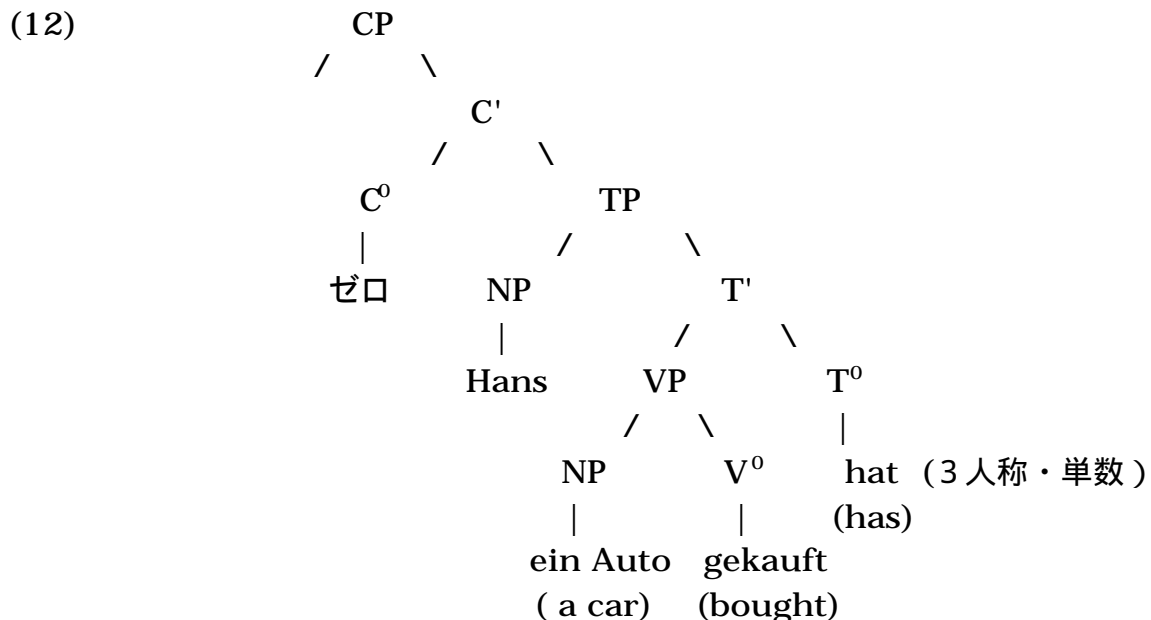 (12) CP
/ \
C'
/ \
C⁰ TP
| / \
ゼロ NP T'
| / \
Hans VP T⁰
/ \ |
NP V⁰ hat (3人称・単数)
| | (has)
ein Auto gekauft
( a car) (bought)